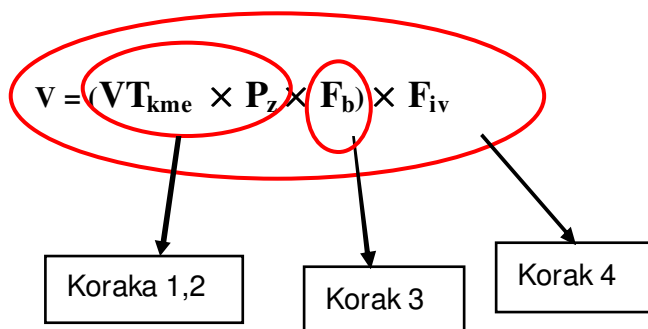 V = (VTkme × Pz × Fb) × Fiv
Koraka 1,2
Korak 3
Korak 4